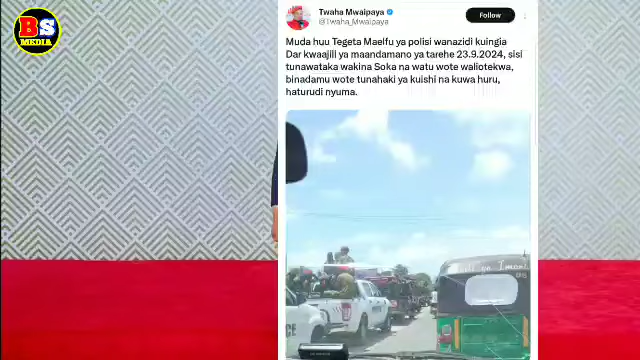 BS
MEDIA
Twaha Mwaipaya
@Twaha_Mwaipaya
Follow
Muda huu Tegeta Maelfu ya polisi wanazidi kuingia
Dar kwaajili ya maandamano ya tarehe 23.9.2024, sisi
tunawataka wakina Soka na watu wote waliotekwa,
binadamu wote tunahaki ya kuishi na kuwa huru,
haturudi nyuma.